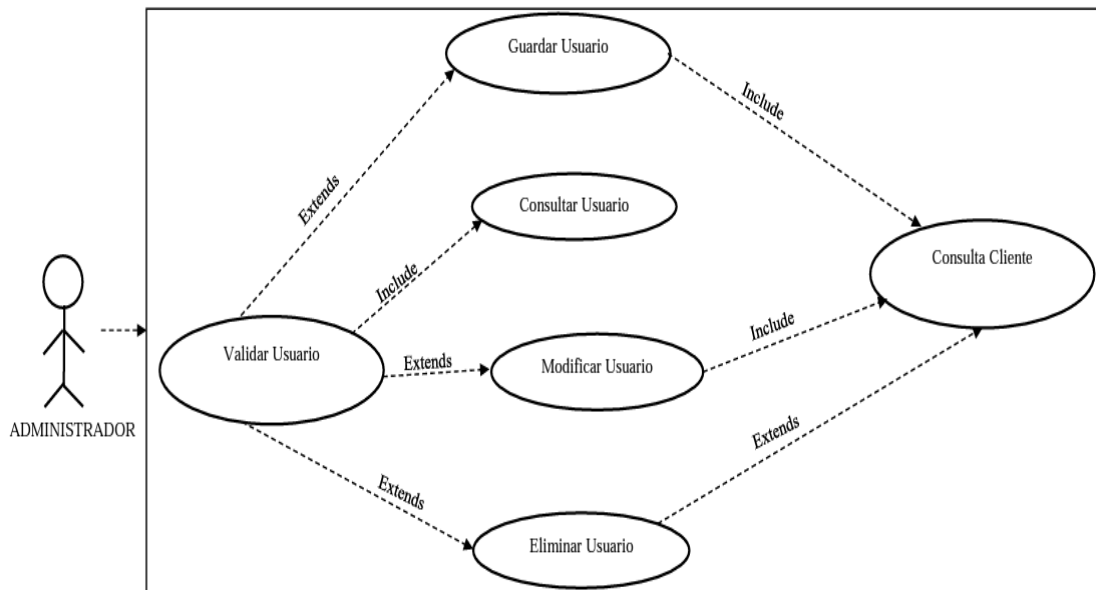 Guardar Usuario
Include
Extends
Consultar Usuario
Include
Consulta Cliente
Validar Usuario
Extends
Modificar Usuario
Include
ADMINISTRADOR
Extends
Extends
Eliminar Usuario